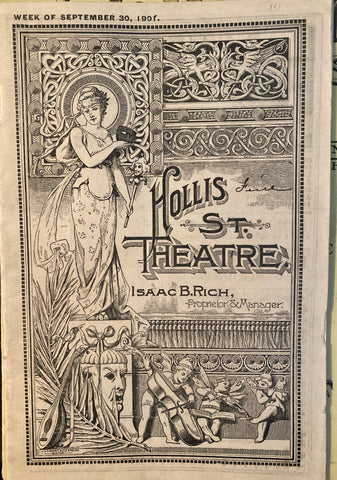 WEEK OF SEPTEMBER 30, 1901.
HOLLIS
ST.
THEATRE.
ISAAC B. RICH,
Proprietor & Manager.